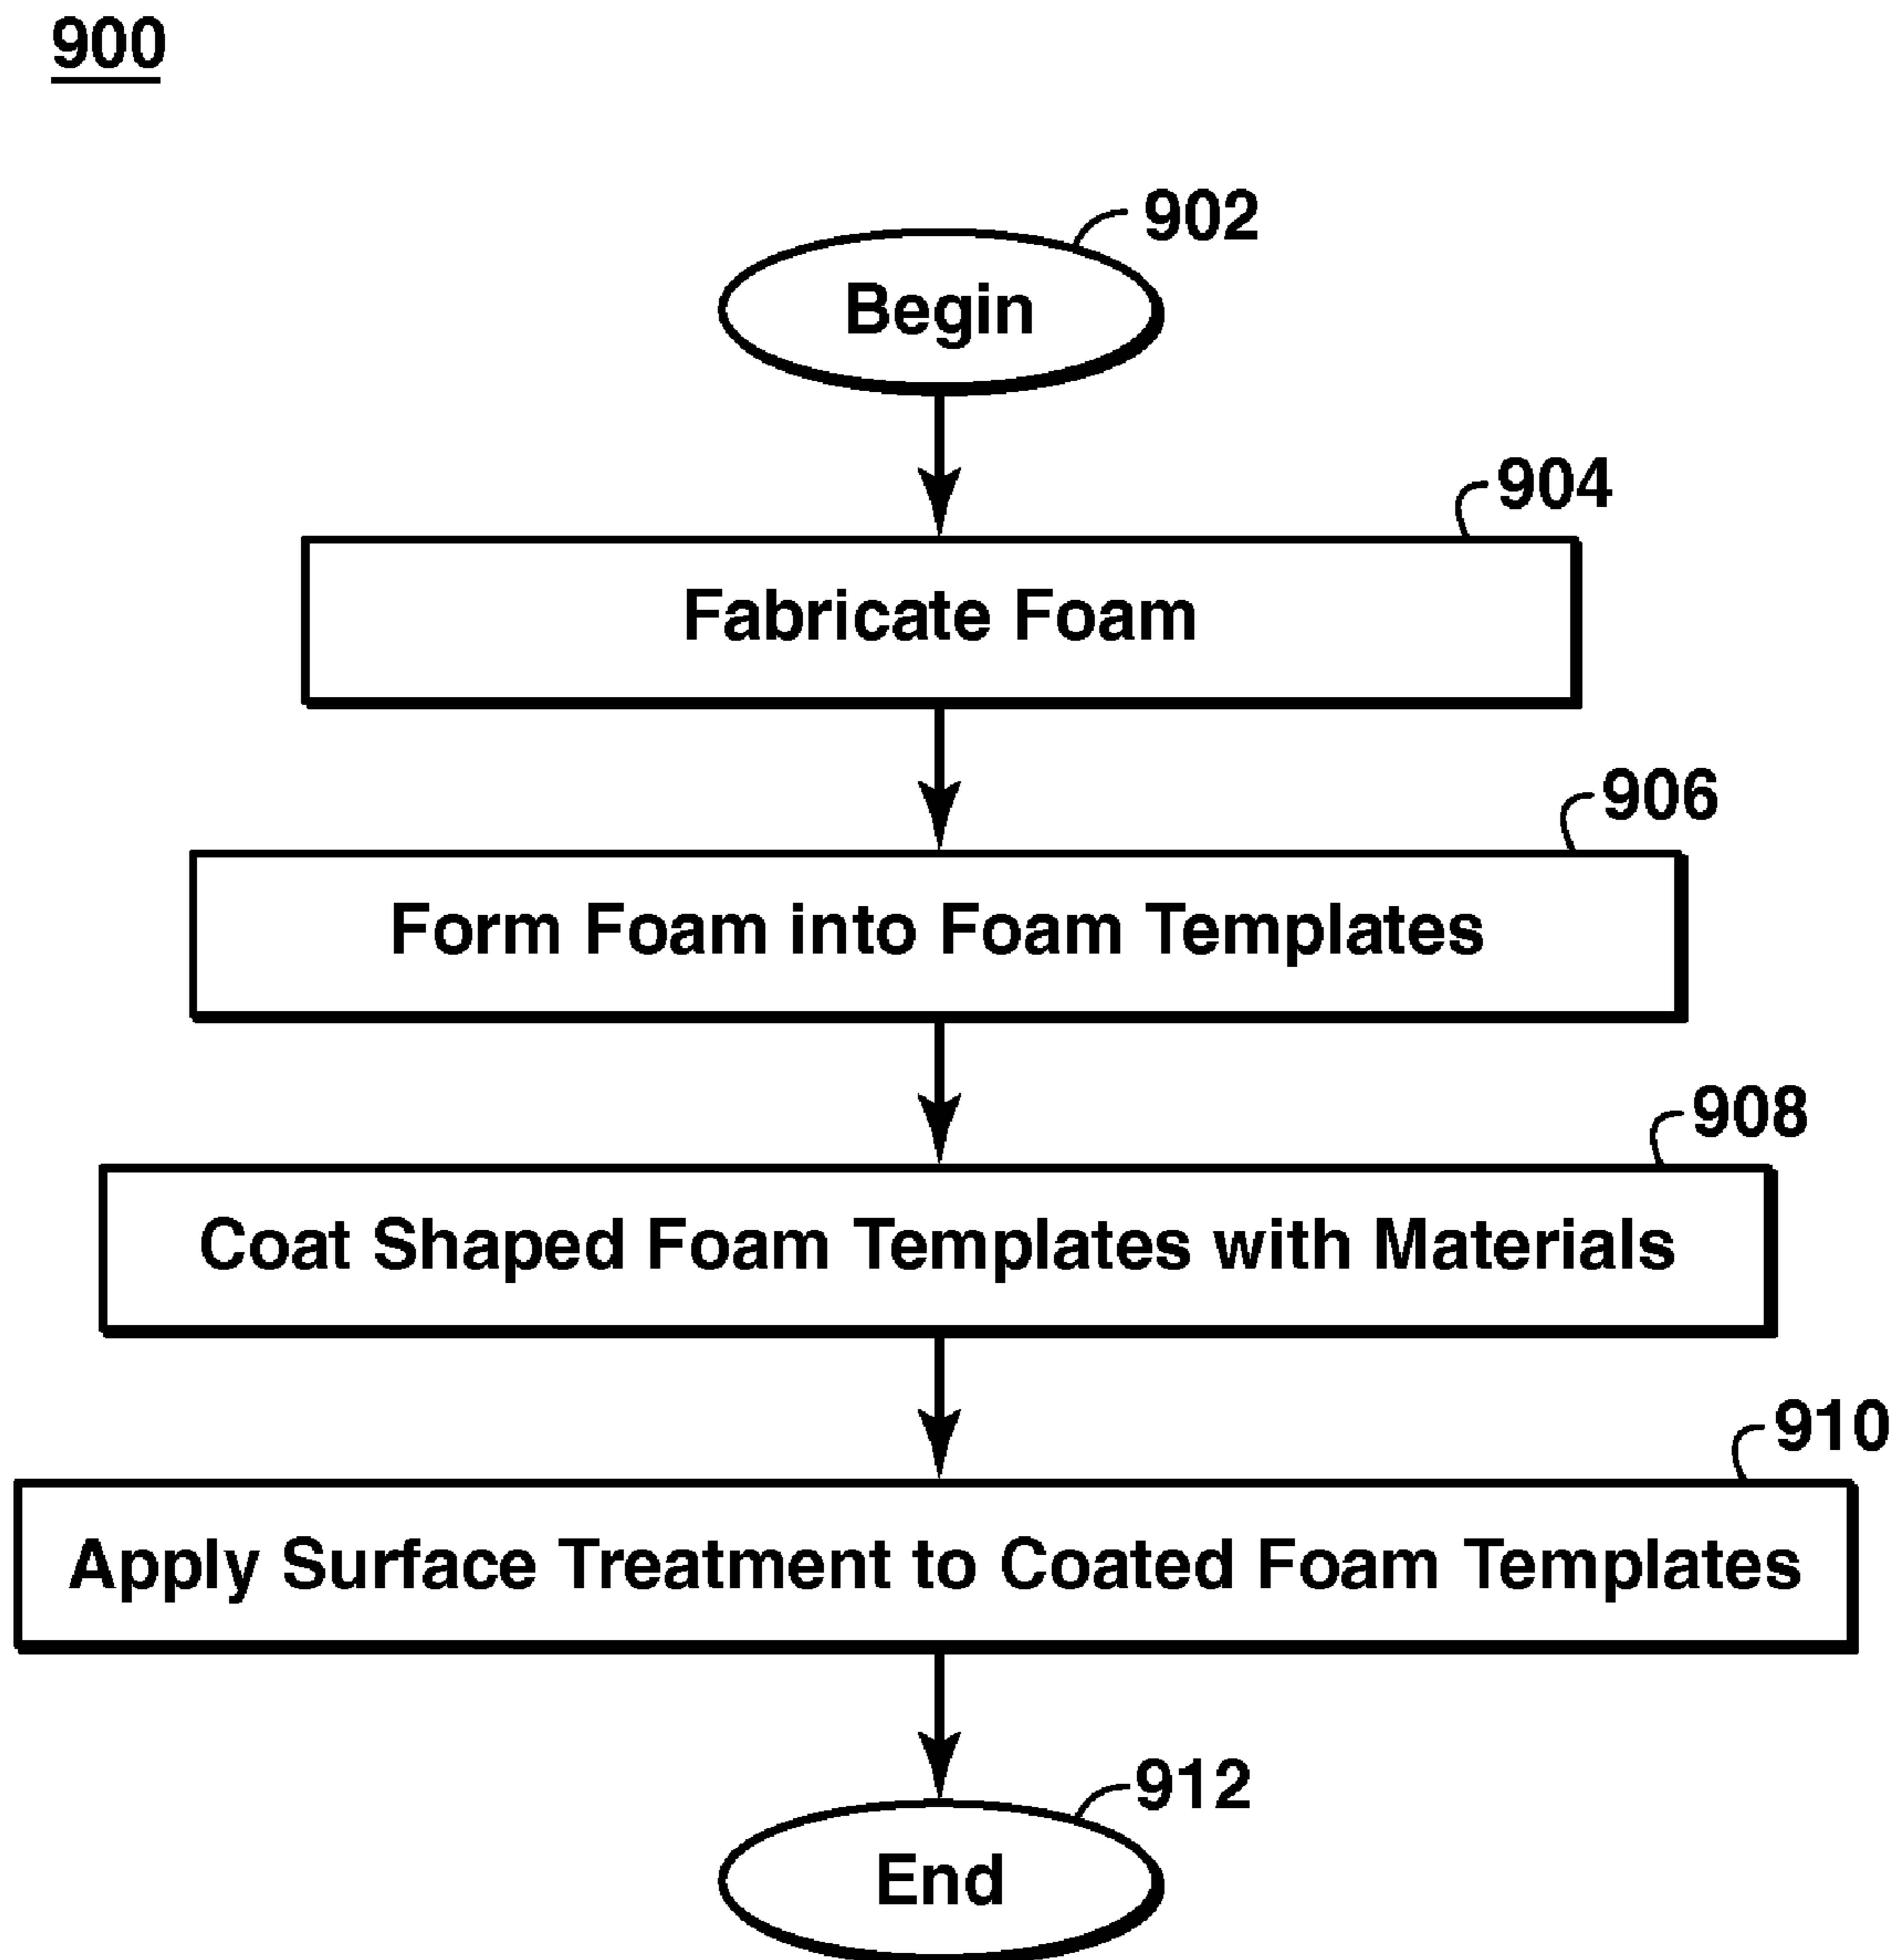 900
902
Begin
904
Fabricate Foam
906
Form Foam into Foam Templates
908
Coat Shaped Foam Templates with Materials
910
Apply Surface Treatment to Coated Foam Templates
912
End